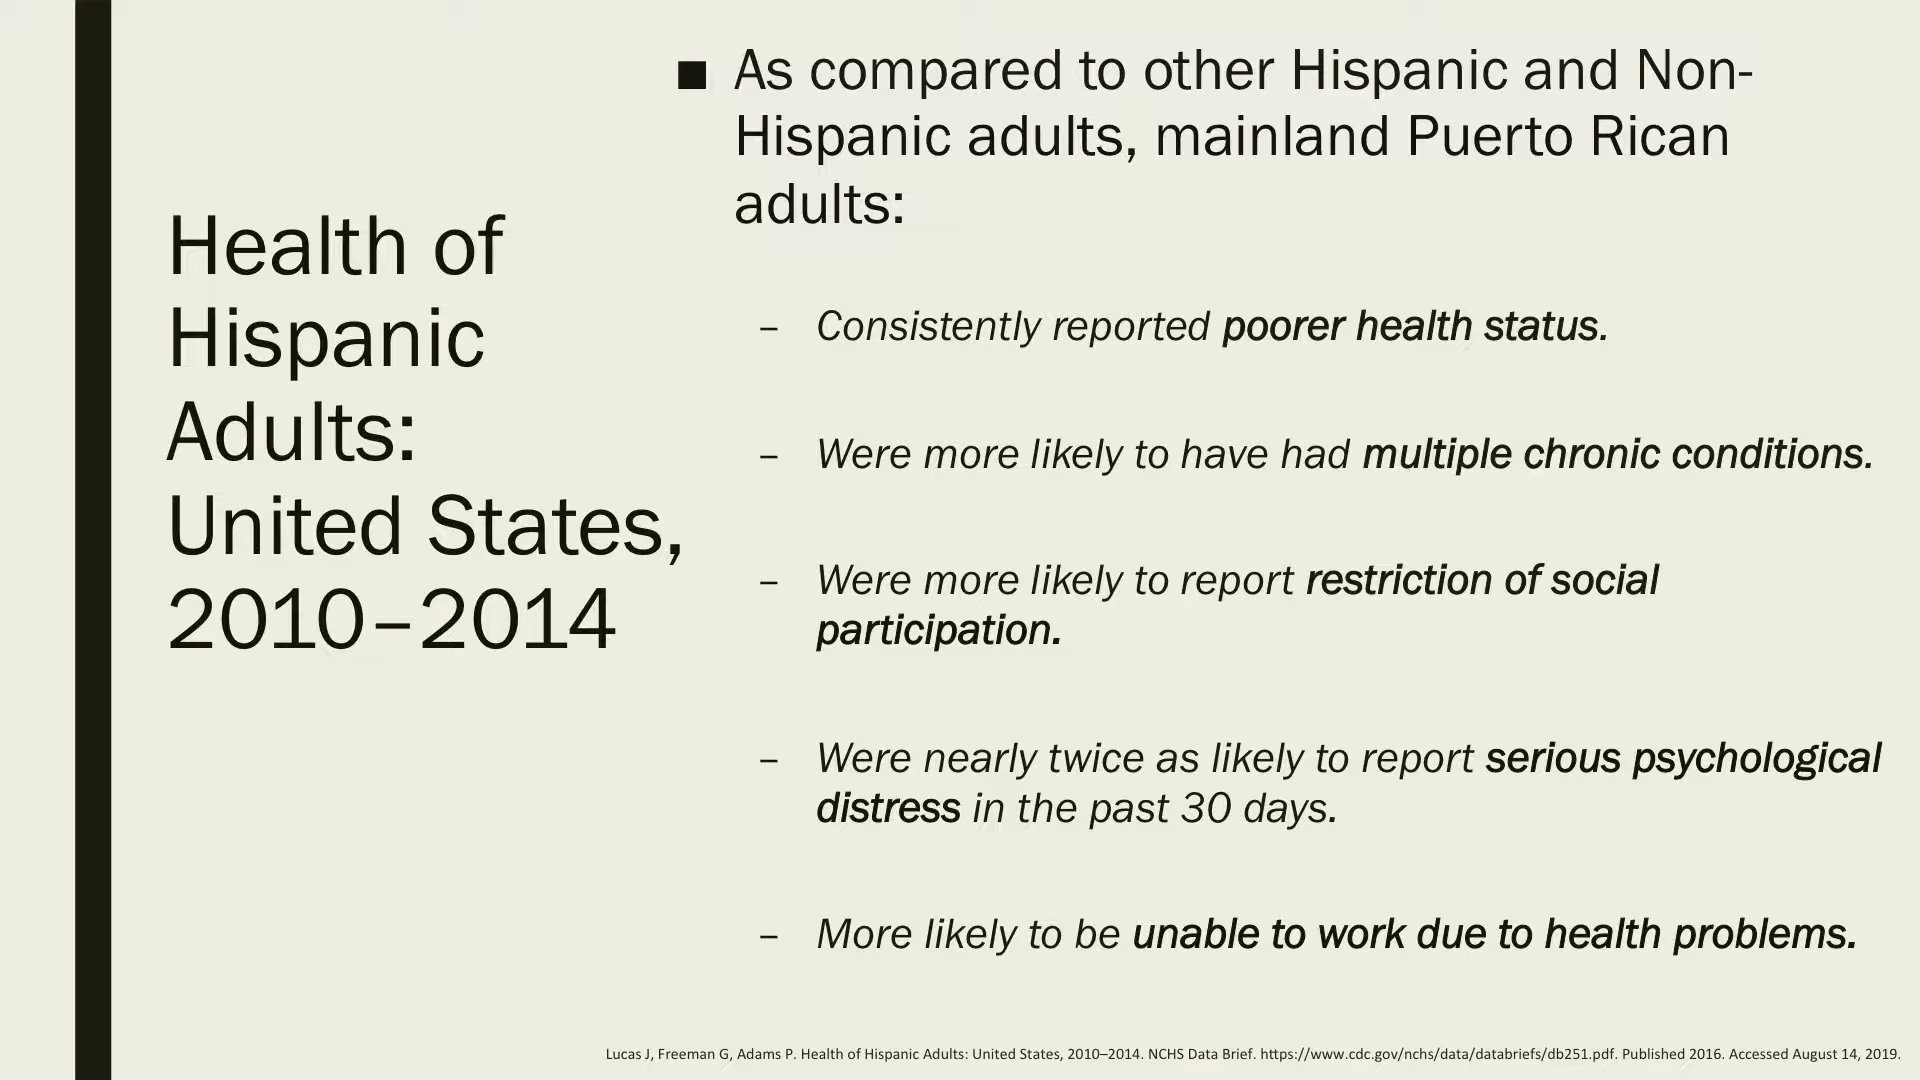 Health of
Hispanic
Adults:
United States,
2010–2014
■ As compared to other Hispanic and Non-
Hispanic adults, mainland Puerto Rican
adults:
– Consistently reported poorer health status.
– Were more likely to have had multiple chronic conditions.
– Were more likely to report restriction of social
participation.
– Were nearly twice as likely to report serious psychological
distress in the past 30 days.
– More likely to be unable to work due to health problems.
Lucas J, Freeman G, Adams P. Health of Hispanic Adults: United States, 2010–2014. NCHS Data Brief. https://www.cdc.gov/nchs/data/databriefs/db251.pdf. Published 2016. Accessed August 14, 2019.